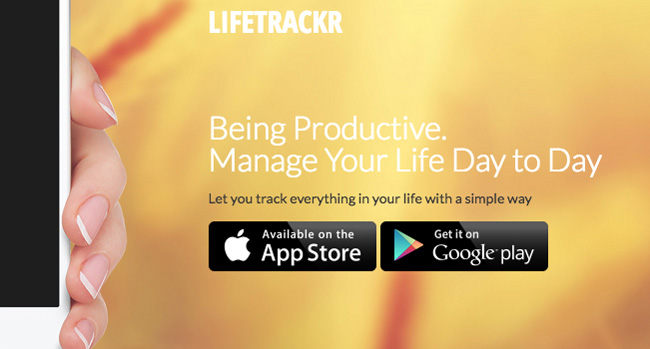 LIFETRACKR
Being Productive.
Manage Your Life Day to Day
Let you track everything in your life with a simple way
Available on the
App Store
Get it on
Google play